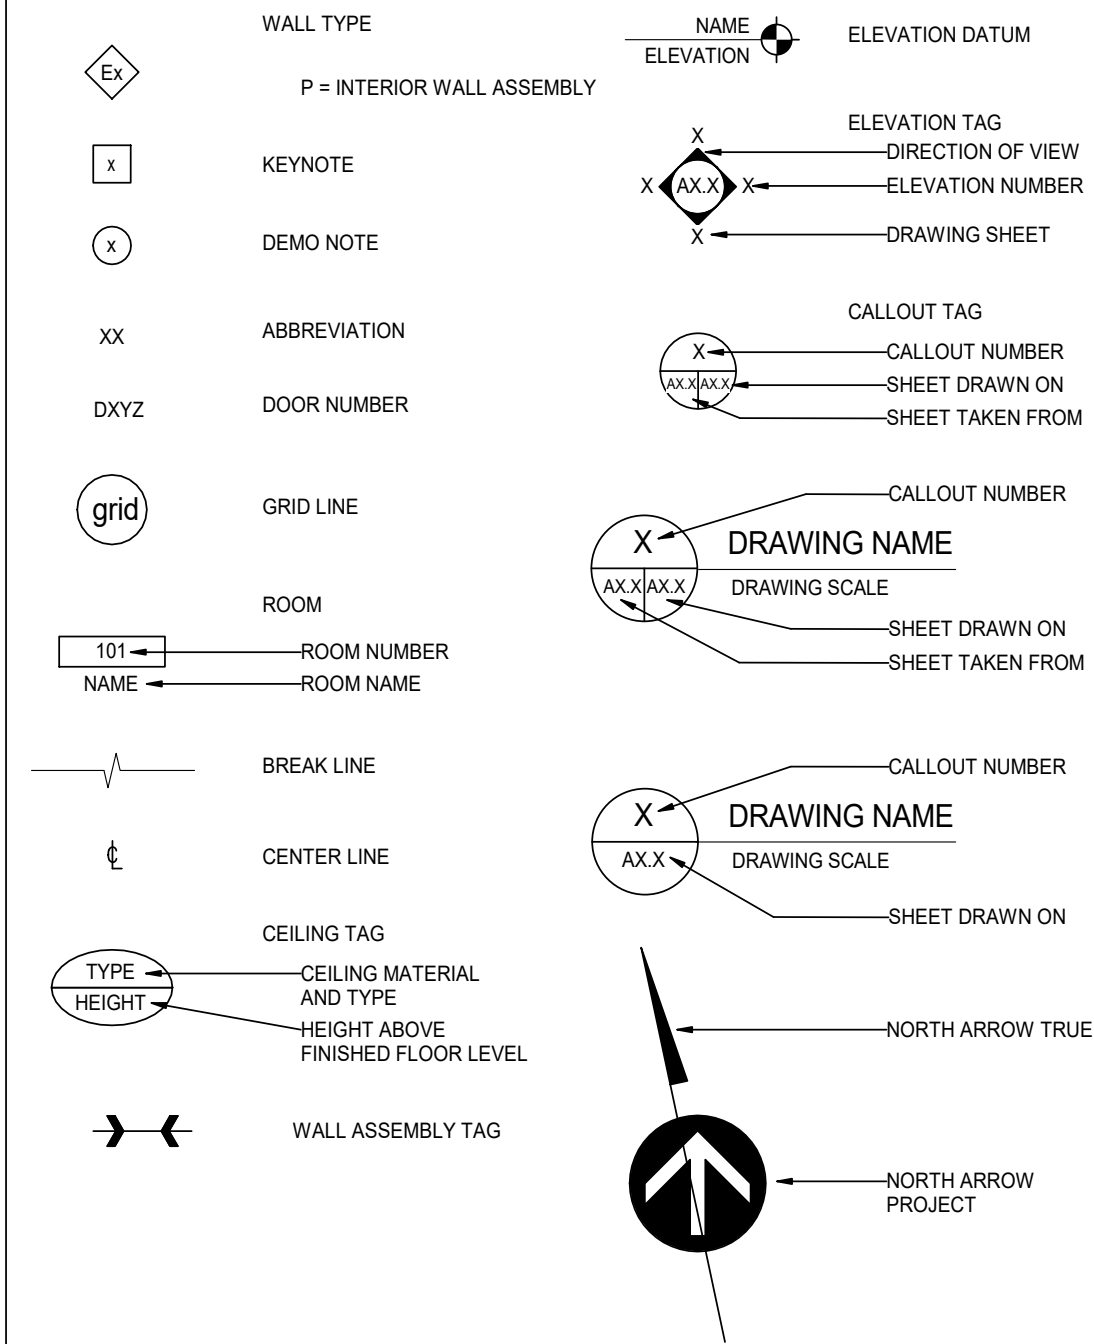 WALL TYPE
Ex
P = INTERIOR WALL ASSEMBLY
x
KEYNOTE
x
DEMO NOTE
XX
ABBREVIATION
DXYZ
DOOR NUMBER
grid
GRID LINE
ROOM
101
ROOM NUMBER
NAME
ROOM NAME
BREAK LINE
℄
CENTER LINE
CEILING TAG
TYPE
CEILING MATERIAL
AND TYPE
HEIGHT
HEIGHT ABOVE
FINISHED FLOOR LEVEL
WALL ASSEMBLY TAG
NAME
ELEVATION
ELEVATION DATUM
ELEVATION TAG
X
DIRECTION OF VIEW
X AX.X X
ELEVATION NUMBER
X
DRAWING SHEET
CALLOUT TAG
X
CALLOUT NUMBER
AX.X AX.X
SHEET DRAWN ON
SHEET TAKEN FROM
CALLOUT NUMBER
X
DRAWING NAME
AX.X AX.X
DRAWING SCALE
SHEET DRAWN ON
SHEET TAKEN FROM
CALLOUT NUMBER
X
DRAWING NAME
AX.X
DRAWING SCALE
SHEET DRAWN ON
NORTH ARROW TRUE
NORTH ARROW
PROJECT